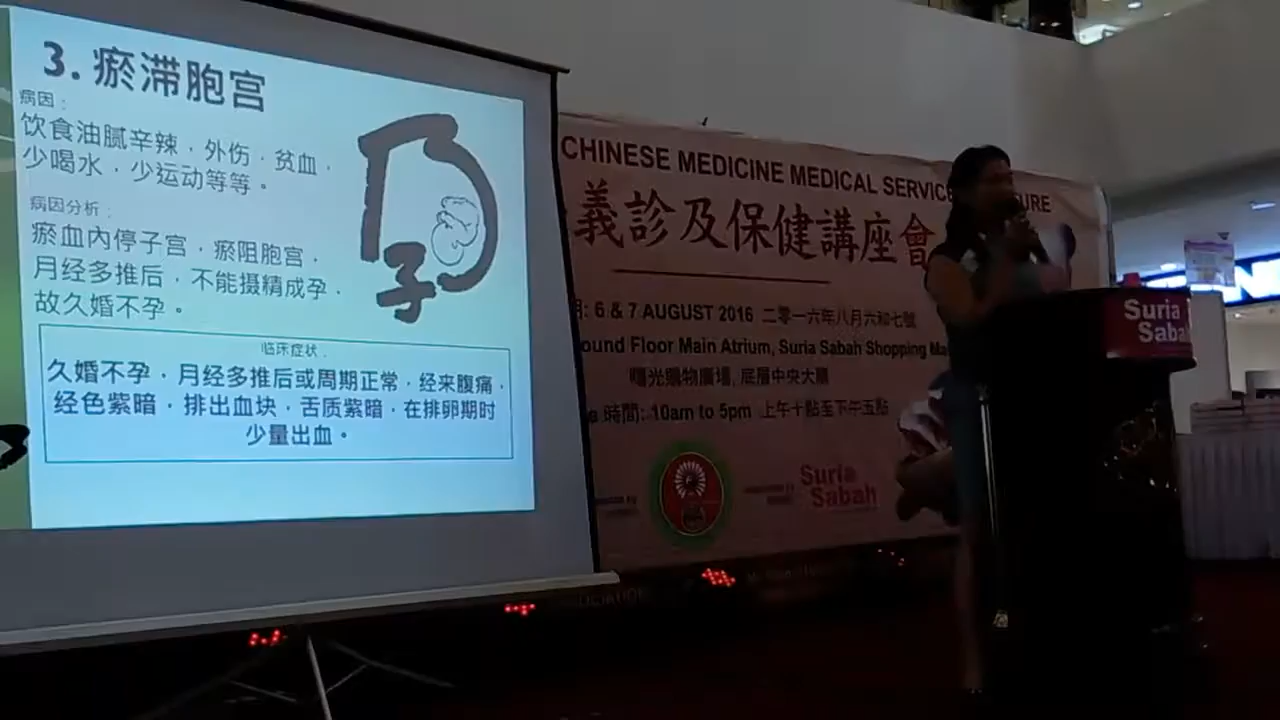 3. 瘀滞胞宫
病因：
饮食油腻辛辣，外伤，贫血，
少喝水，少运动等等。
病因分析：
瘀血內停子宫，瘀阻胞宫，
月经多推后，不能摄精成孕，
故久婚不孕。
临床症状：
久婚不孕，月经多推后或周期正常，经来腹痛，
经色紫暗，排出血块，舌质紫暗，在排卵期时
少量出血。
孕
CHINESE MEDICINE MEDICAL SERVICE
義診及保健講座會
6 & 7 AUGUST 2016 二零一六年八月六和七號
Floor Main Atrium, Suria Sabah Shopping
曙光購物廣場, 底層中央大廳
時間: 10am to 5pm 上午十點至下午五點
Suria
Sabah
Suria
Sabah